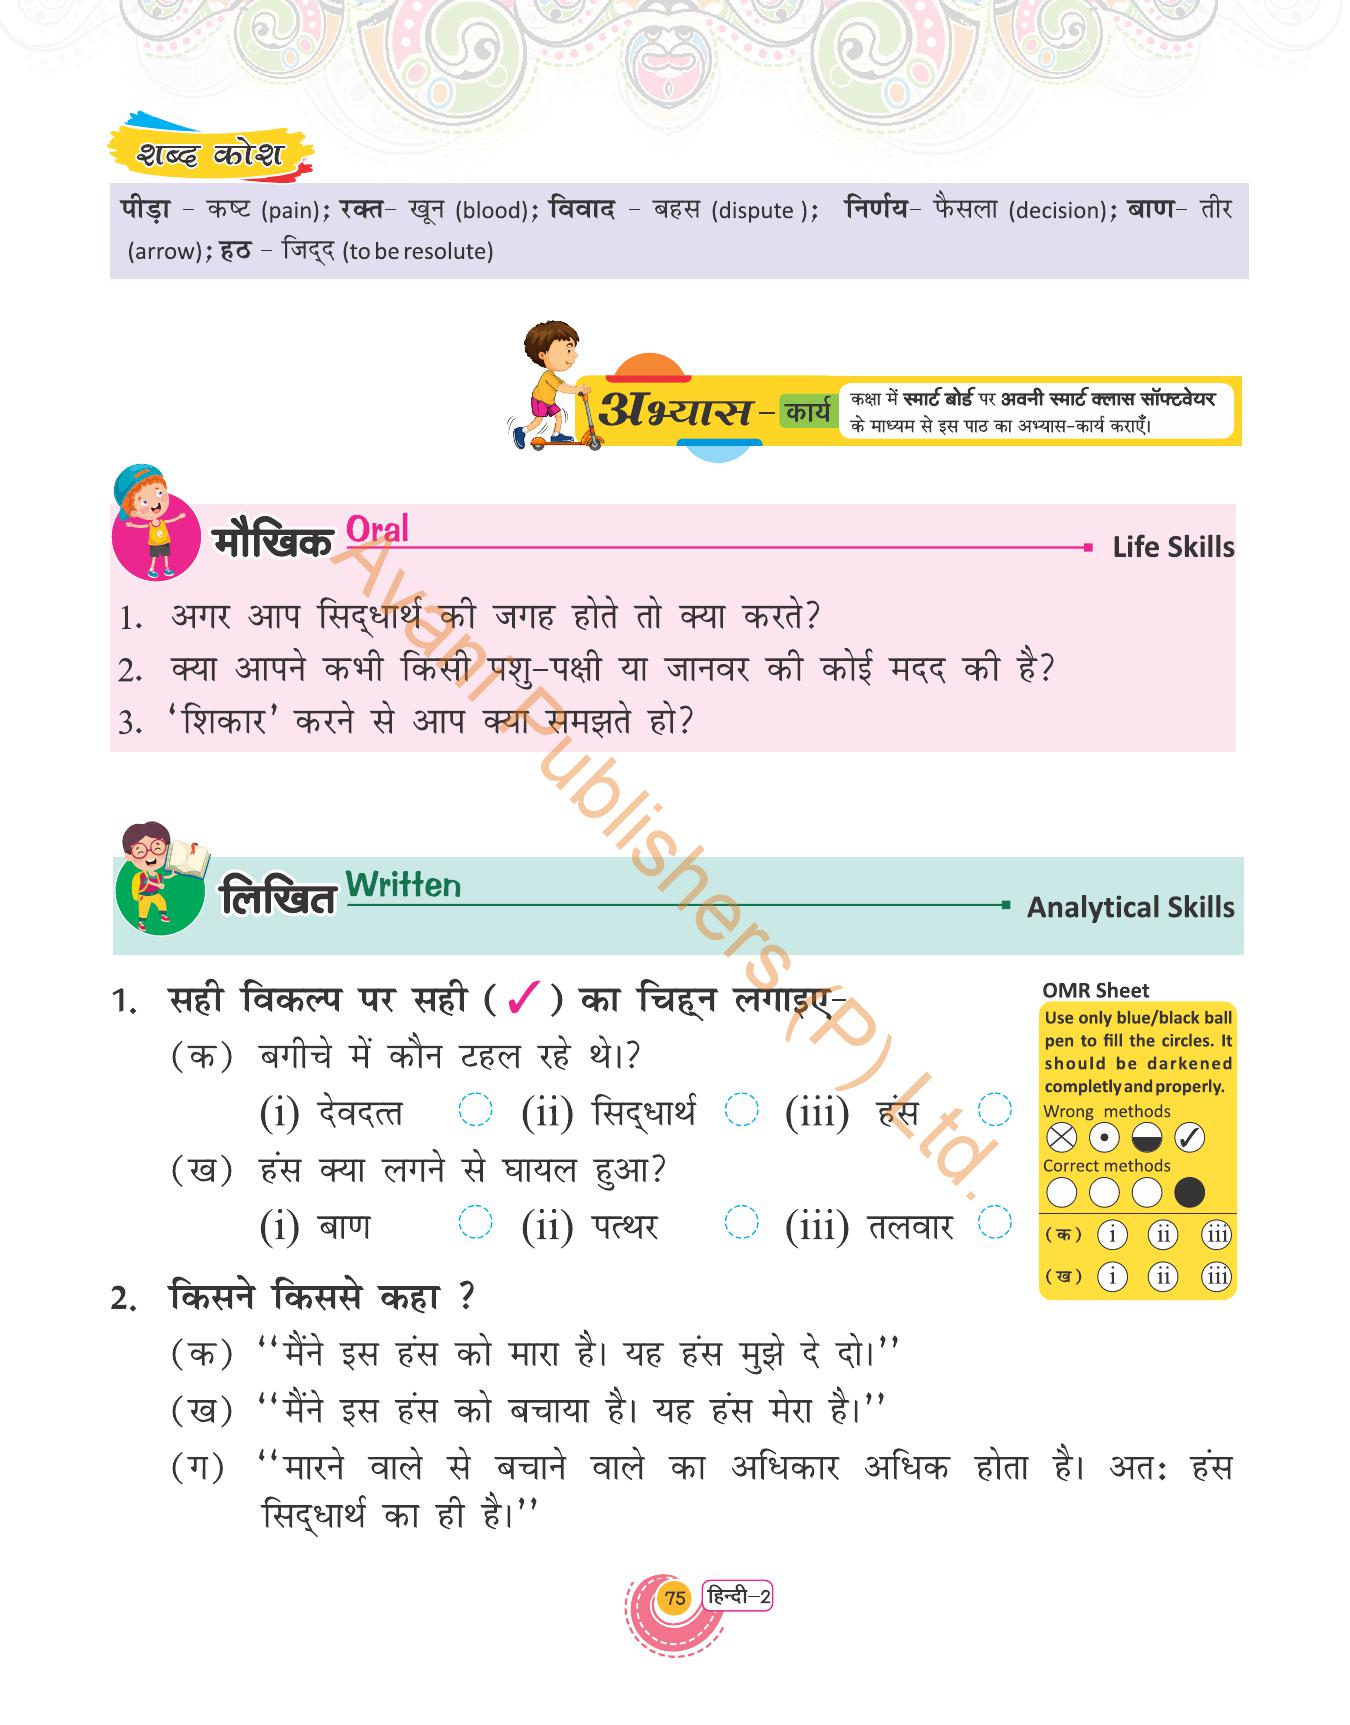 शब्द कोश
पीड़ा – कष्ट (pain); रक्त– खून (blood); विवाद – बहस (dispute ); निर्णय– फैसला (decision); बाण– तीर
(arrow); हठ – जिद्द (to be resolute)
अभ्यास – कार्य
कक्षा में स्मार्ट बोर्ड पर अवनी स्मार्ट क्लास सॉफ्टवेयर
के माध्यम से इस पाठ का अभ्यास-कार्य कराएँ।
मौखिक Oral Life Skills
1. अगर आप सिद्धार्थ की जगह होते तो क्या करते?
2. क्या आपने कभी किसी पशु-पक्षी या जानवर की कोई मदद की है?
3. ‘शिकार’ करने से आप क्या समझते हो?
लिखित Written Analytical Skills
1. सही विकल्प पर सही (✓) का चिह्न लगाइए–
(क) बगीचे में कौन टहल रहे थे।?
(i) देवदत्त (ii) सिद्धार्थ (iii) हंस
(ख) हंस क्या लगने से घायल हुआ?
(i) बाण (ii) पत्थर (iii) तलवार
OMR Sheet
Use only blue/black ball
pen to fill the circles. It
should be darkened
completly and properly.
Wrong methods
Correct methods
(क) i ii iii
(ख) i ii iii
2. किसने किससे कहा ?
(क) ‘‘मैंने इस हंस को मारा है। यह हंस मुझे दे दो।’’
(ख) ‘‘मैंने इस हंस को बचाया है। यह हंस मेरा है।’’
(ग) ‘‘मारने वाले से बचाने वाले का अधिकार अधिक होता है। अतः हंस
सिद्धार्थ का ही है।’’
75 हिन्दी-2
Avani Publishers (P) Ltd.